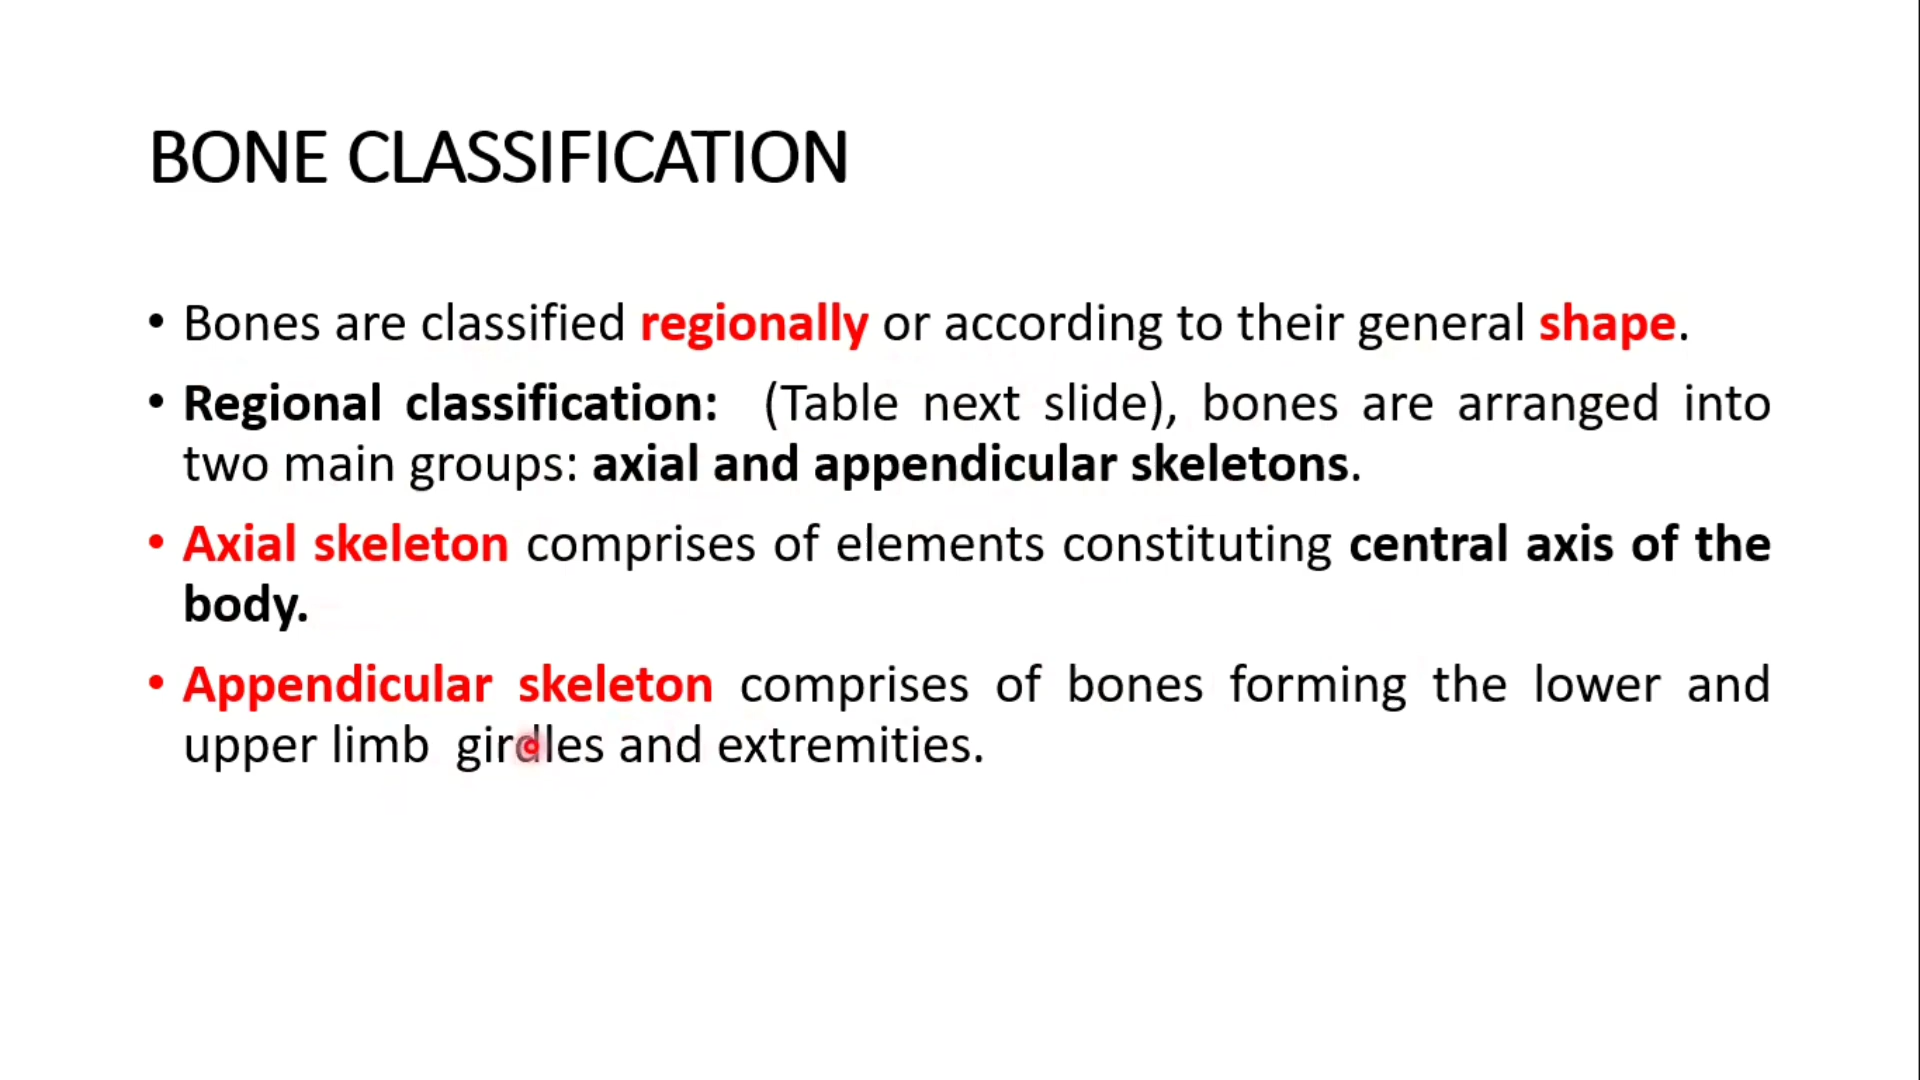 BONE CLASSIFICATION
• Bones are classified regionally or according to their general shape.
• Regional classification:  (Table next slide), bones are arranged into
two main groups: axial and appendicular skeletons.
• Axial skeleton comprises of elements constituting central axis of the
body.
• Appendicular skeleton comprises of bones forming the lower and
upper limb  girdles and extremities.